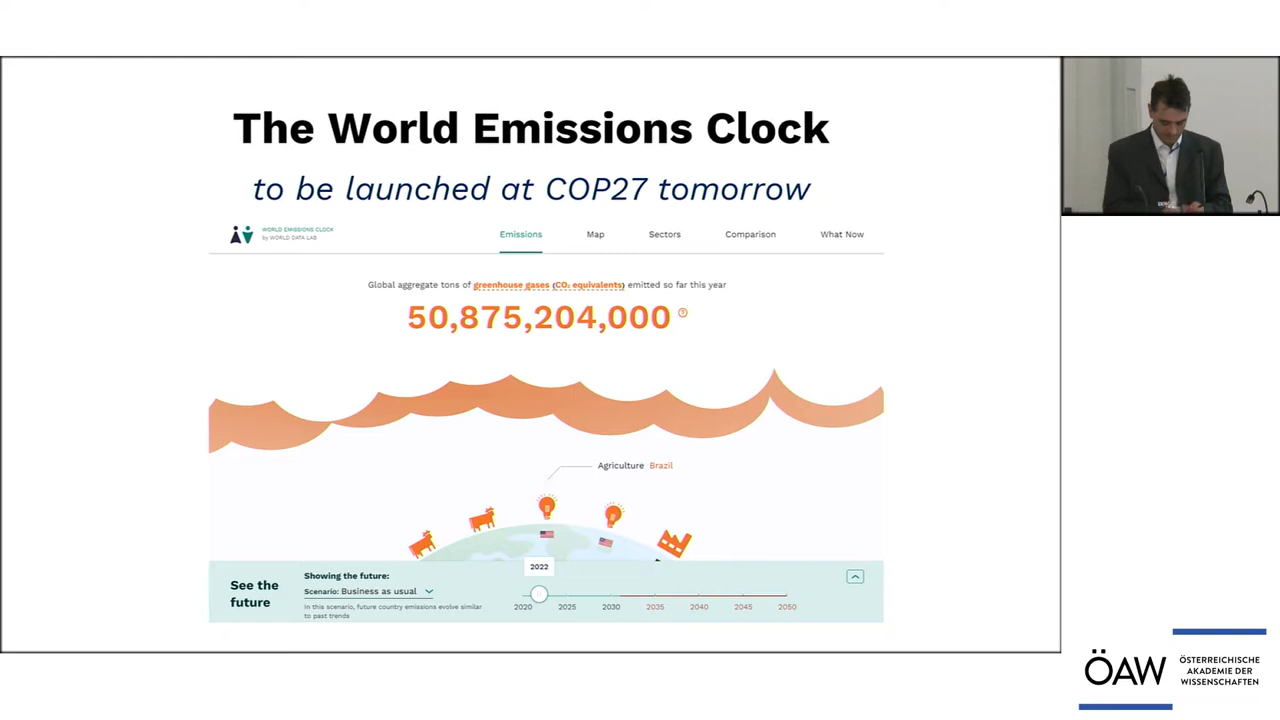 The World Emissions Clock
to be launched at COP27 tomorrow
WORLD EMISSIONS CLOCK
by WORLD DATA LAB
Emissions Map Sectors Comparison What Now
Global aggregate tons of greenhouse gases (CO₂ equivalents) emitted so far this year
50,875,204,000 ?
Agriculture Brazil
2022
See the
future
Showing the future:
Scenario: Business as usual
In this scenario, future country emissions evolve similar
to past trends
2020 2025 2030 2035 2040 2045 2050
ÖAW
ÖSTERREICHISCHE
AKADEMIE DER
WISSENSCHAFTEN